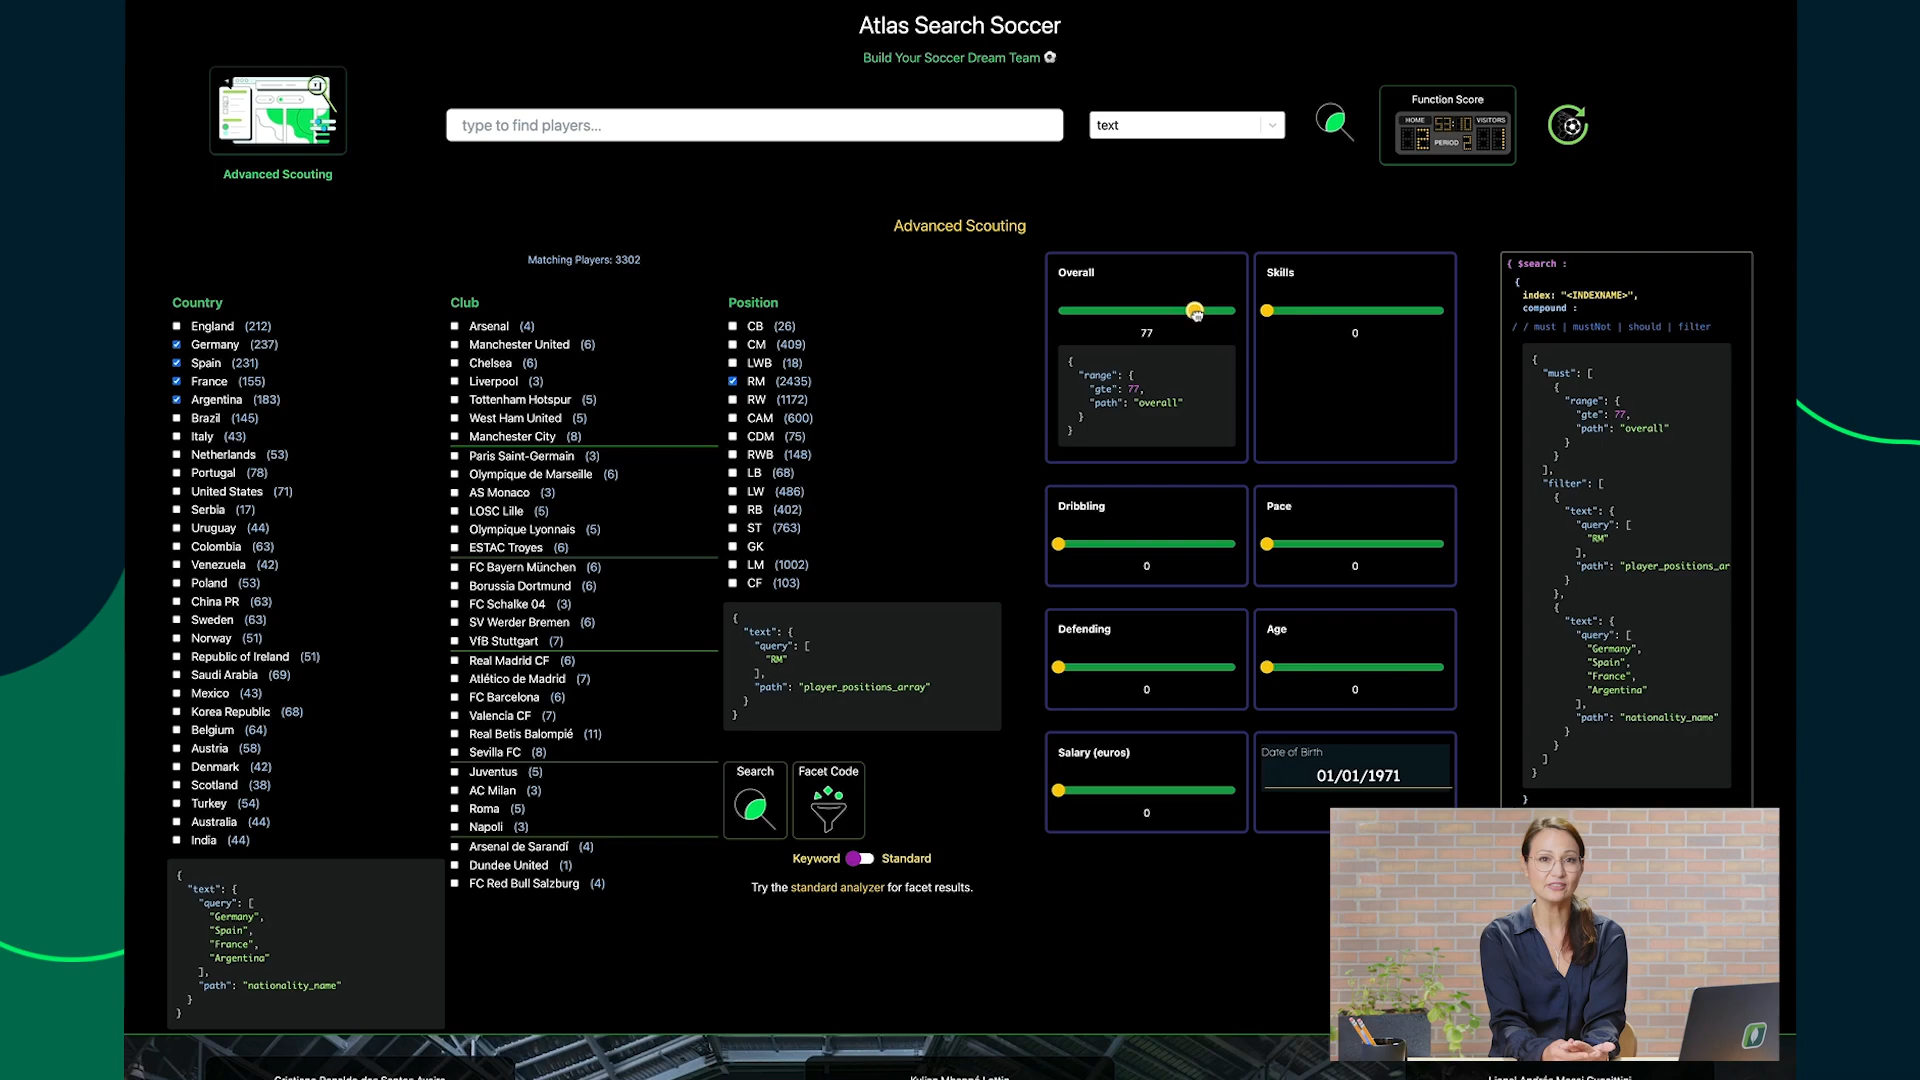 Atlas Search Soccer
Build Your Soccer Dream Team
Advanced Scouting
type to find players...
text
Function Score
HOME
53:10
VISITORS
PERIOD
2
Advanced Scouting
Matching Players: 3302
Country
England (212)
Germany (237)
Spain (231)
France (155)
Argentina (183)
Brazil (145)
Italy (43)
Netherlands (53)
Portugal (78)
United States (71)
Serbia (17)
Uruguay (44)
Colombia (63)
Venezuela (42)
Poland (53)
China PR (63)
Sweden (63)
Norway (51)
Republic of Ireland (51)
Saudi Arabia (69)
Mexico (43)
Korea Republic (68)
Belgium (64)
Austria (58)
Denmark (42)
Scotland (38)
Turkey (54)
Australia (44)
India (44)
{
"text": {
"query": [
"Germany",
"Spain",
"France",
"Argentina"
],
"path": "nationality_name"
}
}
Club
Arsenal (4)
Manchester United (6)
Chelsea (6)
Liverpool (3)
Tottenham Hotspur (5)
West Ham United (5)
Manchester City (8)
Paris Saint-Germain (3)
Olympique de Marseille (6)
AS Monaco (3)
LOSC Lille (5)
Olympique Lyonnais (5)
ESTAC Troyes (6)
FC Bayern München (6)
Borussia Dortmund (6)
FC Schalke 04 (3)
SV Werder Bremen (6)
VfB Stuttgart (7)
Real Madrid CF (6)
Atlético de Madrid (7)
FC Barcelona (6)
Valencia CF (7)
Real Betis Balompié (11)
Sevilla FC (8)
Juventus (5)
AC Milan (3)
Roma (5)
Napoli (3)
Arsenal de Sarandí (4)
Dundee United (1)
FC Red Bull Salzburg (4)
Position
CB (26)
CM (409)
LWB (18)
RM (2435)
RW (1172)
CAM (600)
CDM (75)
RWB (148)
LB (68)
LW (486)
RB (402)
ST (763)
GK
LM (1002)
CF (103)
{
"text": {
"query": [
"RM"
],
"path": "player_positions_array"
}
}
Search
Facet Code
Keyword
Standard
Try the standard analyzer for facet results.
Overall
77
{
"range": {
"gte": 77,
"path": "overall"
}
}
Skills
0
Dribbling
0
Pace
0
Defending
0
Age
0
Salary (euros)
0
Date of Birth
01/01/1971
{ $search :
{
index: "<INDEXNAME>",
compound :
/ / must | mustNot | should | filter
{
"must": [
{
"range": {
"gte": 77,
"path": "overall"
}
}
],
"filter": [
{
"text": {
"query": [
"RM"
],
"path": "player_positions_ar
}
},
{
"text": {
"query": [
"Germany",
"Spain",
"France",
"Argentina"
],
"path": "nationality_name"
}
}
]
}
}